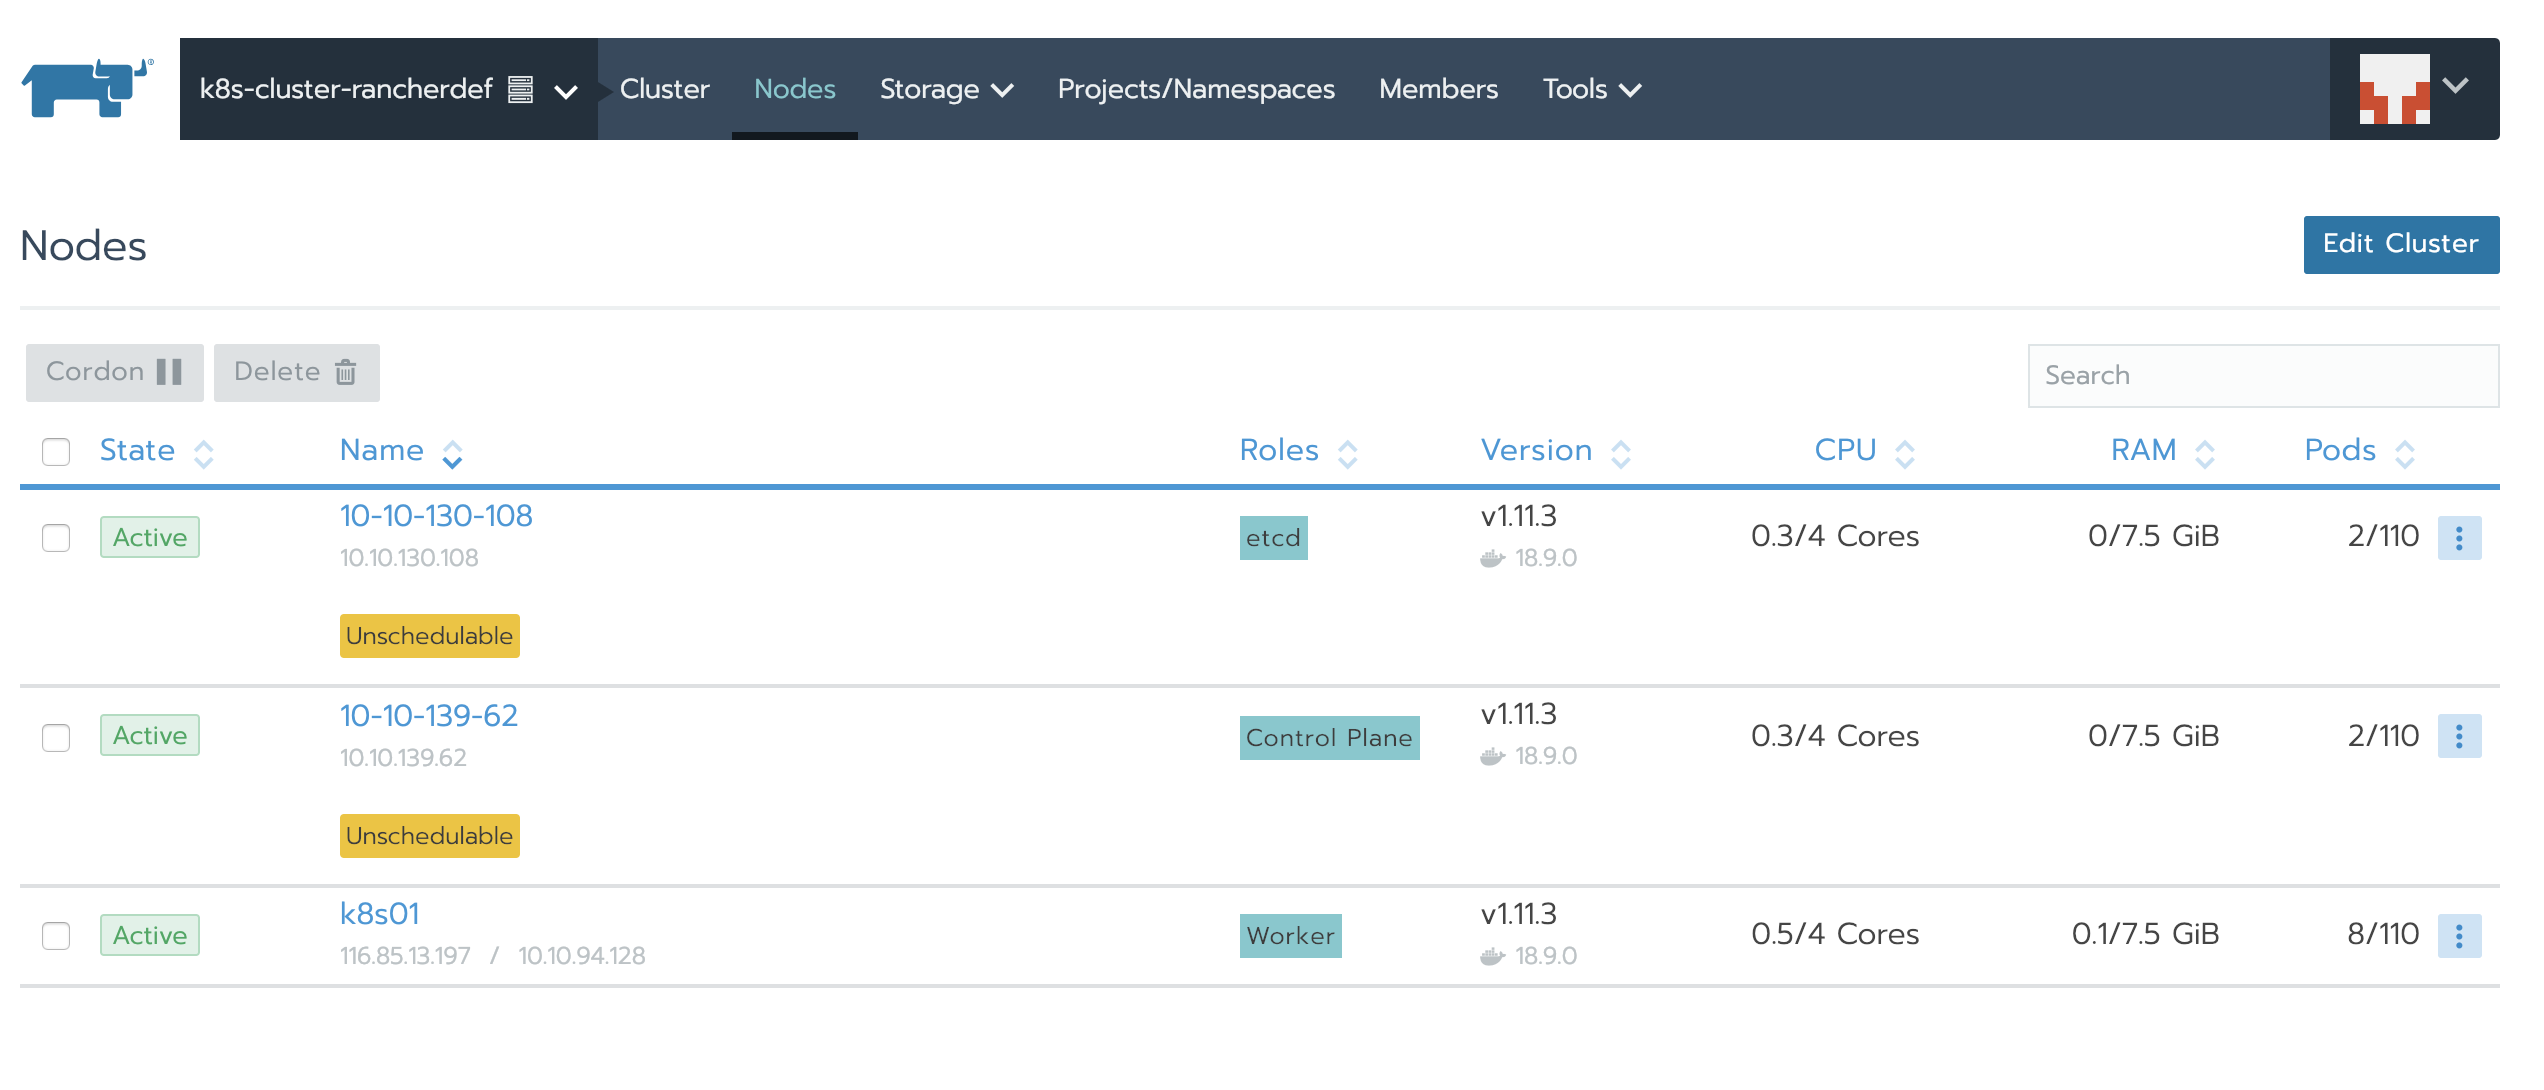 k8s-cluster-rancherdef Cluster Nodes Storage Projects/Namespaces Members Tools
Nodes Edit Cluster
Cordon Delete Search
State Name Roles Version CPU RAM Pods
Active 10-10-130-108 etcd v1.11.3 0.3/4 Cores 0/7.5 GiB 2/110
10.10.130.108 18.9.0
Unschedulable
Active 10-10-139-62 Control Plane v1.11.3 0.3/4 Cores 0/7.5 GiB 2/110
10.10.139.62 18.9.0
Unschedulable
Active k8s01 Worker v1.11.3 0.5/4 Cores 0.1/7.5 GiB 8/110
116.85.13.197 / 10.10.94.128 18.9.0